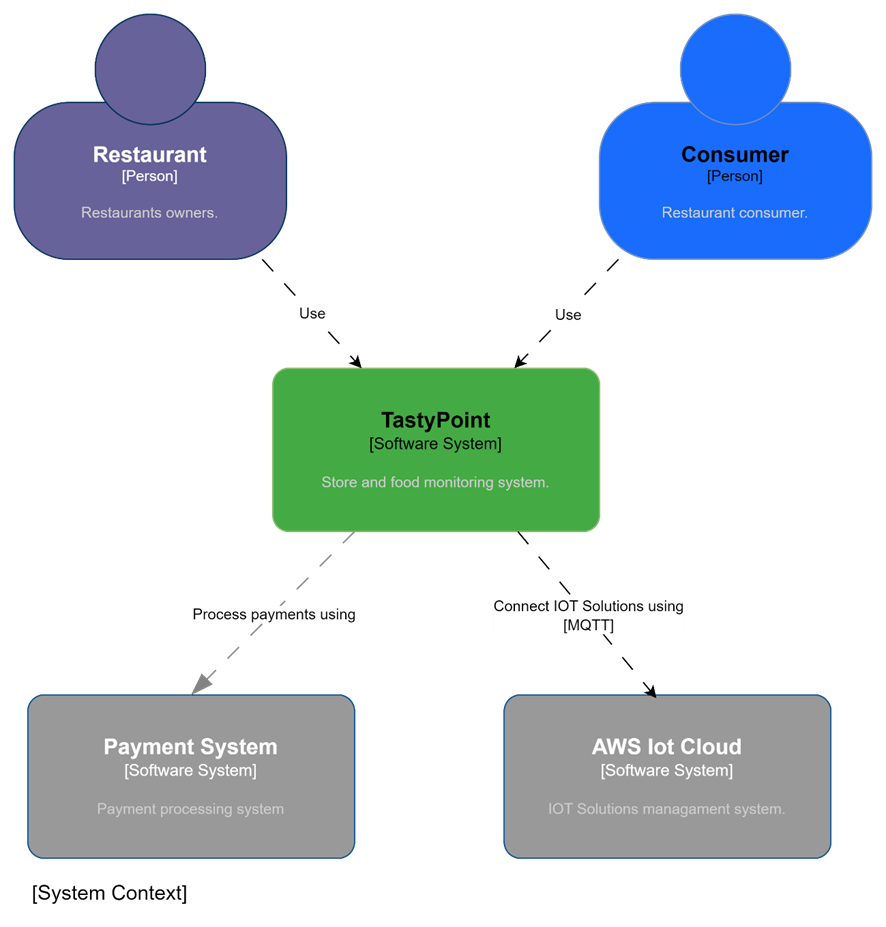 Restaurant
[Person]
Restaurants owners.
Consumer
[Person]
Restaurant consumer.
Use
Use
TastyPoint
[Software System]
Store and food monitoring system.
Process payments using
Connect IOT Solutions using
[MQTT]
Payment System
[Software System]
Payment processing system
AWS Iot Cloud
[Software System]
IOT Solutions managament system.
[System Context]